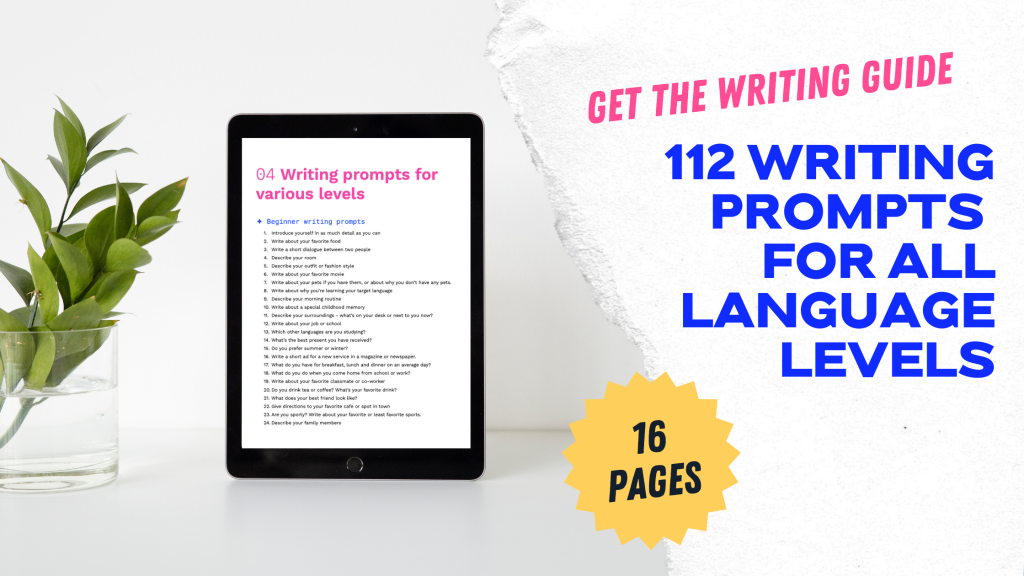 04 Writing prompts for
various levels
✦ Beginner writing prompts
1. Introduce yourself in as much detail as you can
2. Write about your favorite food
3. Write a short dialogue between two people
4. Describe your room
5. Describe your outfit or fashion style
6. Write about your favorite movie
7. Write about your pets if you have them, or about why you don't have any pets.
8. Write about why you're learning your target language
9. Describe your morning routine
10. Write about a special childhood memory
11. Describe your surroundings - what's on your desk or next to you now?
12. Write about your job or school
13. Which other languages are you studying?
14. What's the best present you have received?
15. Do you prefer summer or winter?
16. Write a short ad for a new service in a magazine or newspaper.
17. What do you have for breakfast, lunch and dinner on an average day?
18. What do you do when you come home from school or work?
19. Write about your favorite classmate or co-worker
20. Do you drink tea or coffee? What's your favorite drink?
21. What does your best friend look like?
22. Give directions to your favorite cafe or spot in town
23. Are you sporty? Write about your favorite or least favorite sports.
24. Describe your family members
GET THE WRITING GUIDE
112 WRITING
PROMPTS
FOR ALL
LANGUAGE
LEVELS
16
PAGES